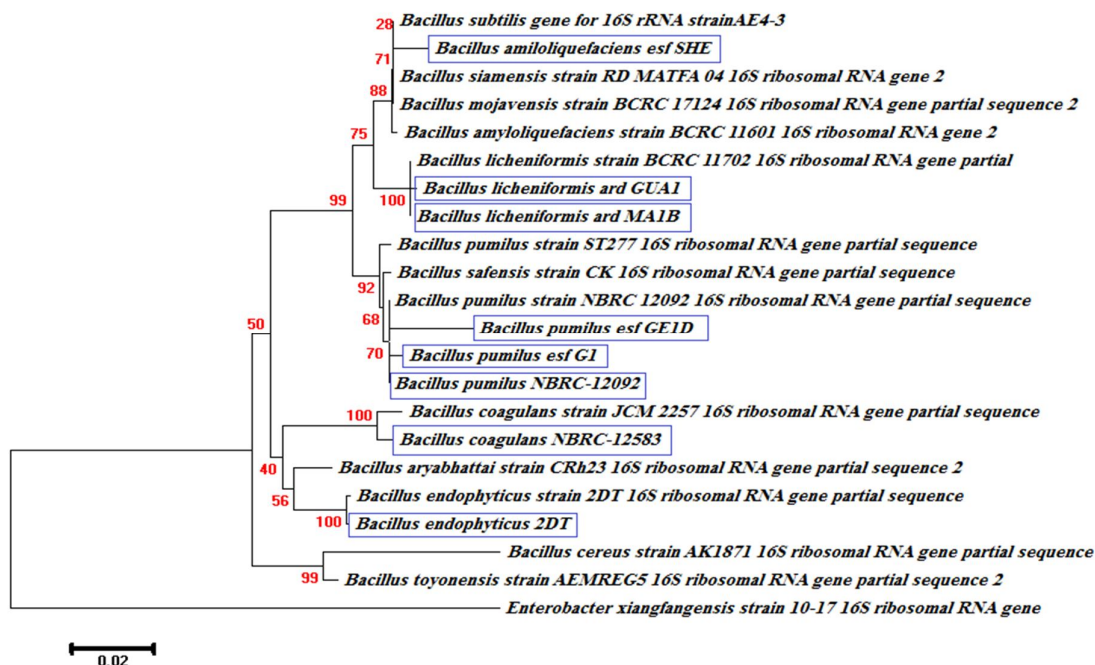 28 Bacillus subtilis gene for 16S rRNA strainAE4-3
Bacillus amiloliquefaciens esf SHE
71
Bacillus siamensis strain RD MATFA 04 16S ribosomal RNA gene 2
88
Bacillus mojavensis strain BCRC 17124 16S ribosomal RNA gene partial sequence 2
75
Bacillus amyloliquefaciens strain BCRC 11601 16S ribosomal RNA gene 2
Bacillus licheniformis strain BCRC 11702 16S ribosomal RNA gene partial
Bacillus licheniformis ard GUA1
99
100
Bacillus licheniformis ard MA1B
Bacillus pumilus strain ST277 16S ribosomal RNA gene partial sequence
Bacillus safensis strain CK 16S ribosomal RNA gene partial sequence
92
Bacillus pumilus strain NBRC 12092 16S ribosomal RNA gene partial sequence
50
68
Bacillus pumilus esf GE1D
70
Bacillus pumilus esf G1
Bacillus pumilus NBRC-12092
100
Bacillus coagulans strain JCM 2257 16S ribosomal RNA gene partial sequence
Bacillus coagulans NBRC-12583
40
Bacillus aryabhattai strain CRh23 16S ribosomal RNA gene partial sequence 2
56
Bacillus endophyticus strain 2DT 16S ribosomal RNA gene partial sequence
100
Bacillus endophyticus 2DT
Bacillus cereus strain AK1871 16S ribosomal RNA gene partial sequence
99
Bacillus toyonensis strain AEMREG5 16S ribosomal RNA gene partial sequence 2
Enterobacter xiangfangensis strain 10-17 16S ribosomal RNA gene
0.02